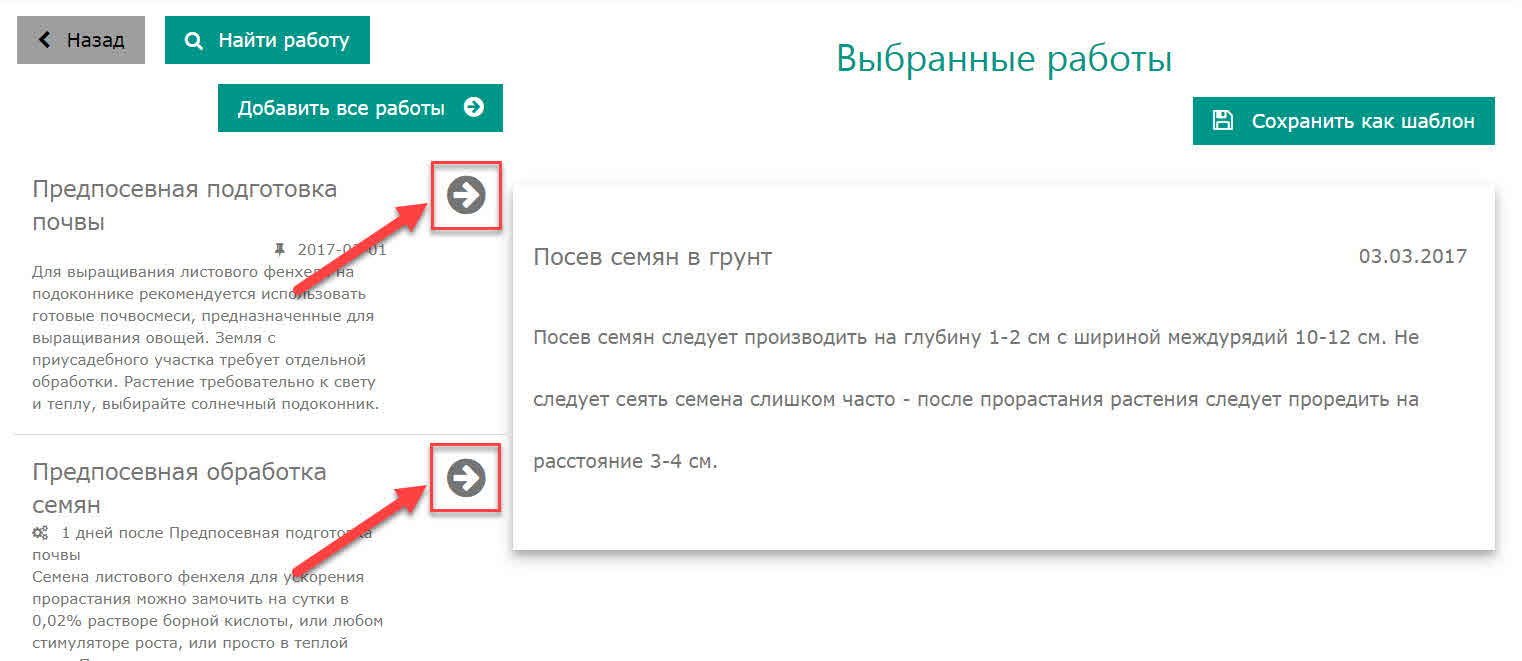 Назад
Найти работу
Добавить все работы
Предпосевная подготовка
почвы
Для выращивания листового фенхеля на
подоконнике рекомендуется использовать
готовые почвосмеси, предназначенные для
выращивания овощей. Земля с
приусадебного участка требует отдельной
обработки. Растение требовательно к свету
и теплу, выбирайте солнечный подоконник.
Предпосевная обработка
семян
1 дней после Предпосевная подготовка
почвы
Семена листового фенхеля для ускорения
прорастания можно замочить на сутки в
0,02% растворе борной кислоты, или любом
стимуляторе роста, или просто в теплой
Выбранные работы
Сохранить как шаблон
Посев семян в грунт
03.03.2017
Посев семян следует производить на глубину 1-2 см с шириной междурядий 10-12 см. Не
следует сеять семена слишком часто - после прорастания растения следует проредить на
расстояние 3-4 см.